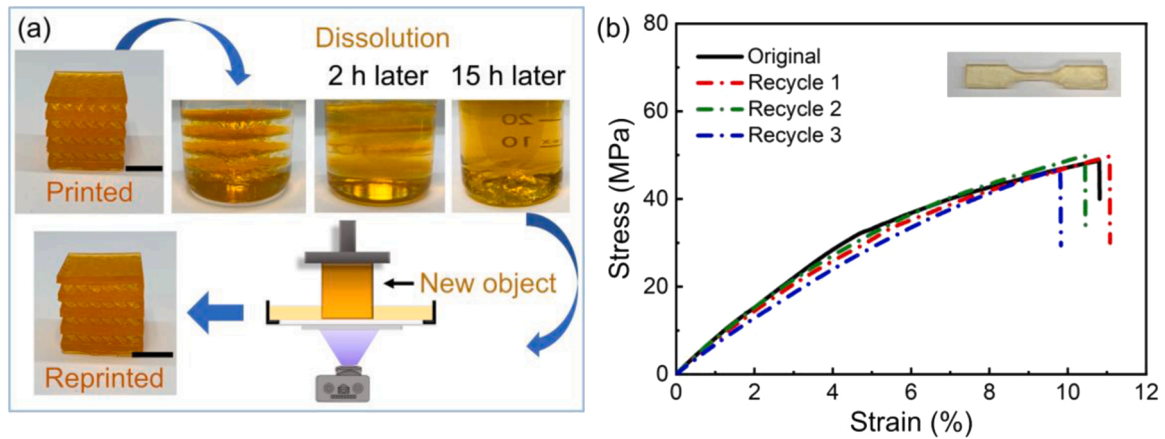 (a)
Dissolution
2 h later
15 h later
20
ex 10
Printed
New object
Reprinted
(b)
Original
Recycle 1
Recycle 2
Recycle 3
Stress (MPa)
80
60
40
20
0
0 2 4 6 8 10 12
Strain (%)